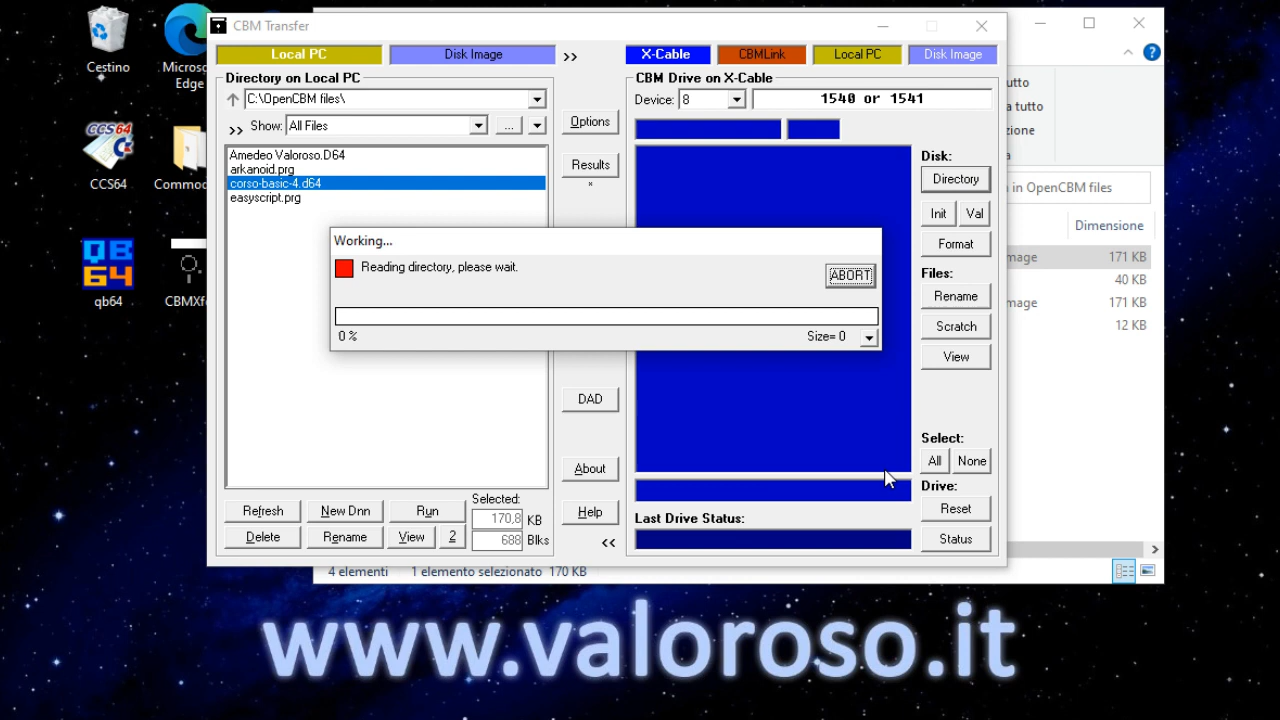 Cestino
Microso
Edge
CCS64
CCS64
Commod
QB
64
qb64
CBMXfe
CBM Transfer
Local PC
Disk Image
>>
X-Cable
CBMLink
Local PC
Disk Image
Directory on Local PC
C:\OpenCBM files\
>>
Show:
All Files
...
Amedeo Valoroso.D64
arkanoid.prg
corso-basic-4.d64
easyscript.prg
Options
Results
*
DAD
About
Help
<<
Refresh
New Dnn
Run
Delete
Rename
View
2
Selected:
170,8 KB
688 Blks
CBM Drive on X-Cable
Device:
8
1540 or 1541
Disk:
Directory
Init
Val
Format
Files:
Rename
Scratch
View
Select:
All
None
Drive:
Reset
Status
Last Drive Status:
Working...
Reading directory, please wait.
ABORT
0 %
Size= 0
utto
a tutto
zione
a
in OpenCBM files
Dimensione
mage
171 KB
40 KB
mage
171 KB
12 KB
4 elementi
1 elemento selezionato 170 KB
www.valoroso.it